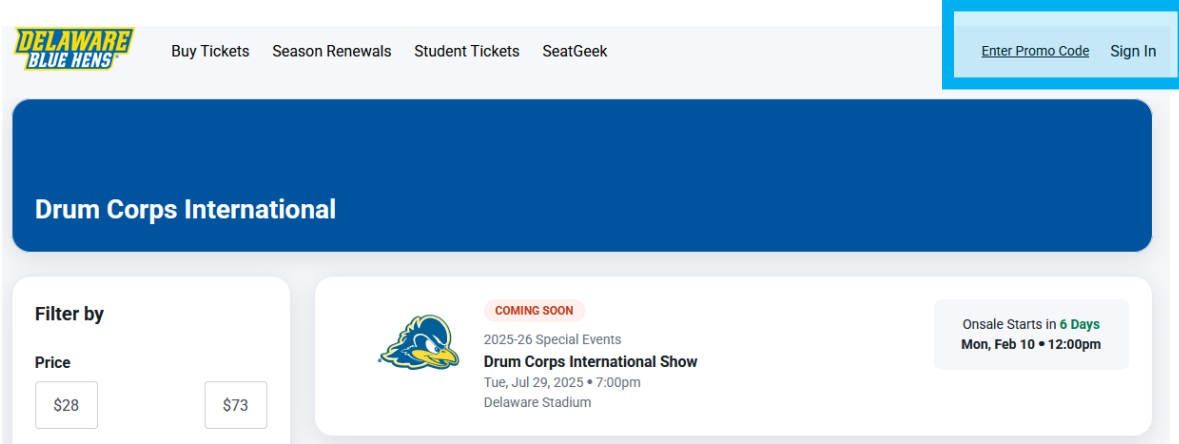 DELAWARE
BLUE HENS
Buy Tickets Season Renewals Student Tickets SeatGeek Enter Promo Code Sign In
Drum Corps International
Filter by
Price
$28 $73
COMING SOON
2025-26 Special Events
Drum Corps International Show
Tue, Jul 29, 2025 • 7:00pm
Delaware Stadium
Onsale Starts in 6 Days
Mon, Feb 10 • 12:00pm